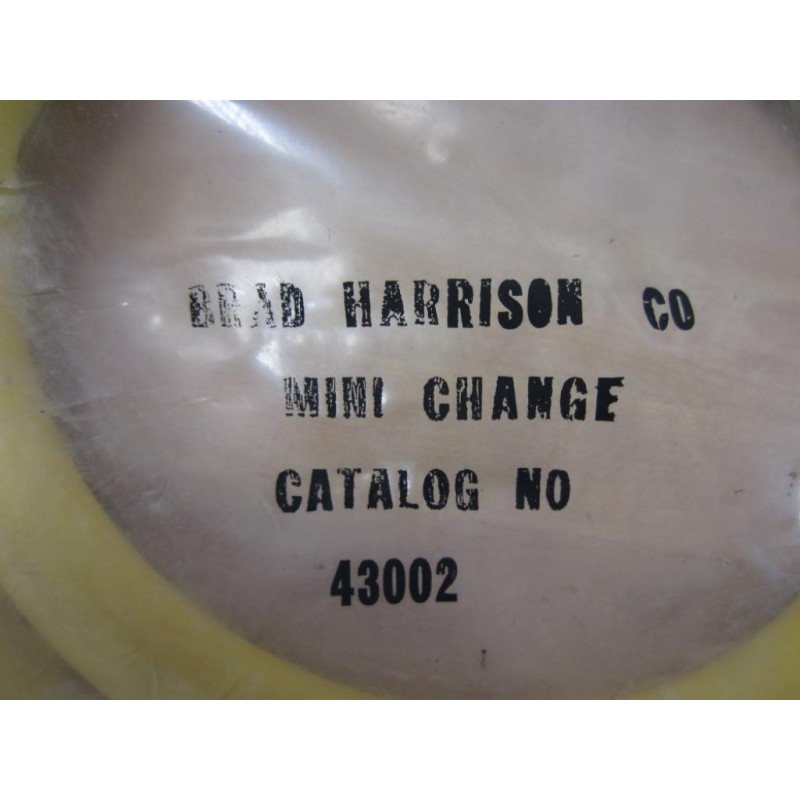 BRAD HARRISON CO
MINI CHANGE
CATALOG NO
43002